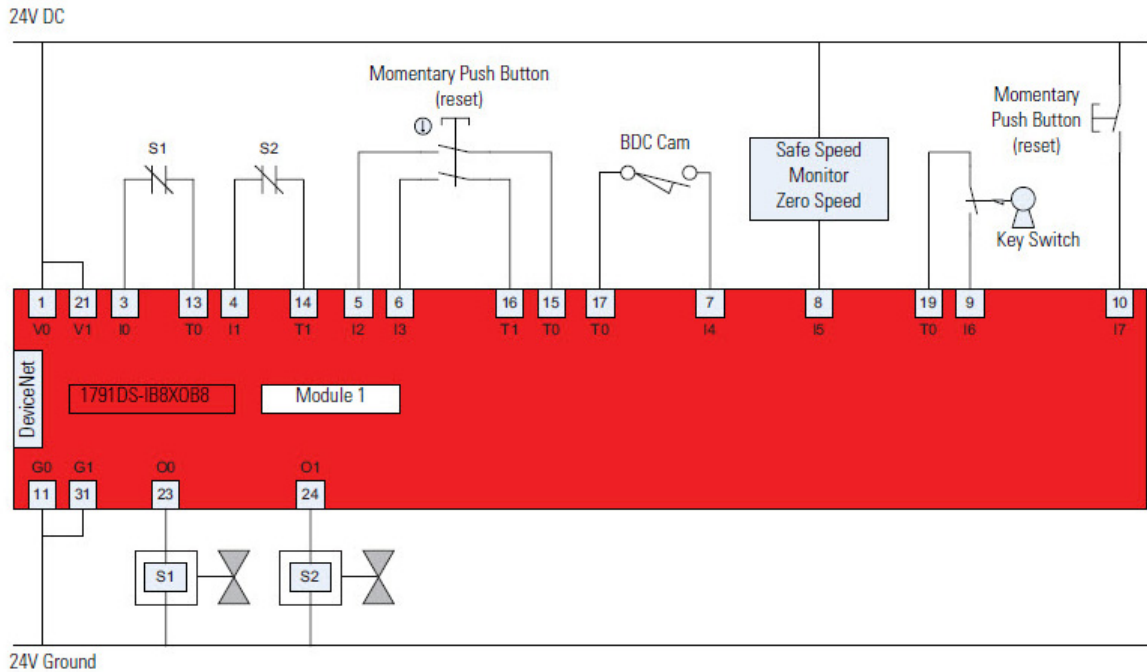 24V DC
Momentary Push Button
(reset)
Momentary
Push Button
(reset)
S1
S2
BDC Cam
Safe Speed
Monitor
Zero Speed
Key Switch
1 21 3 13 4 14 5 6 16 15 17 7 8 19 9 10
V0 V1 I0 T0 I1 T1 I2 I3 T1 T0 T0 I4 I5 T0 I6 I7
DeviceNet
1791DS-IB8XOB8
Module 1
G0 G1 O0 O1
11 31 23 24
S1
S2
24V Ground